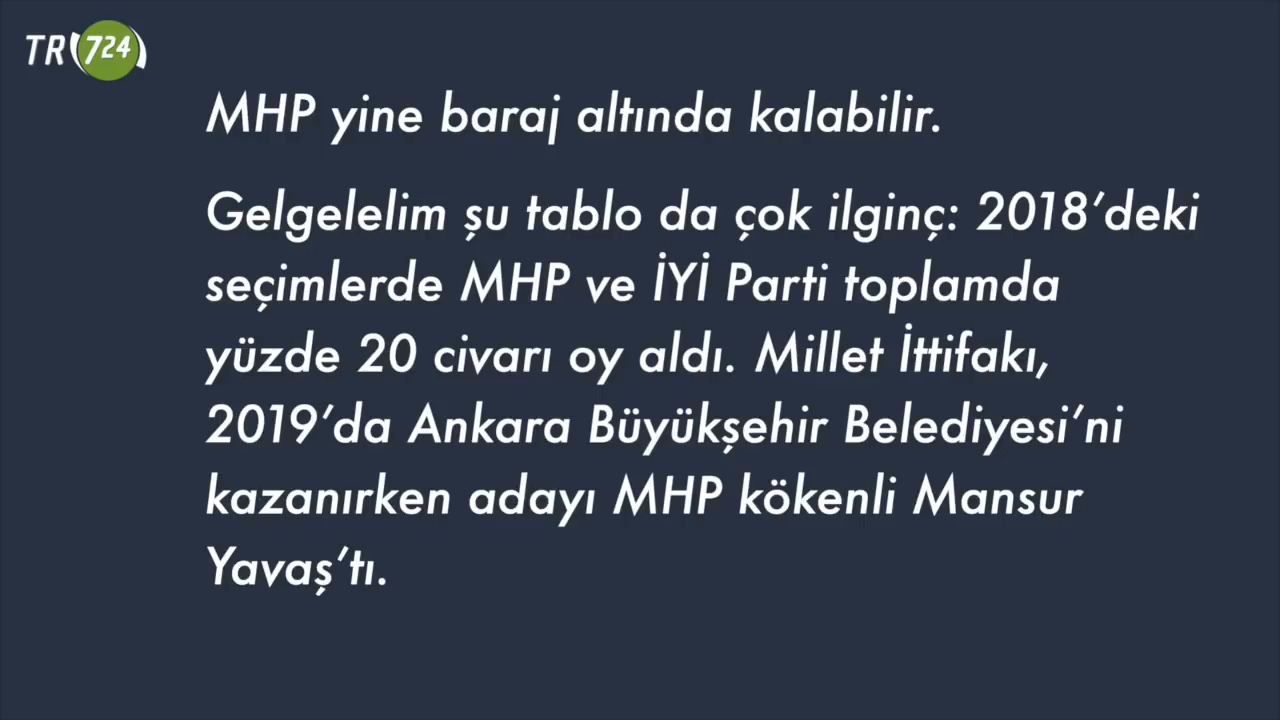 TR724
MHP yine baraj altında kalabilir.
Gelgelelim şu tablo da çok ilginç: 2018’deki
seçimlerde MHP ve İYİ Parti toplamda
yüzde 20 civarı oy aldı. Millet İttifakı,
2019’da Ankara Büyükşehir Belediyesi’ni
kazanırken adayı MHP kökenli Mansur
Yavaş’tı.